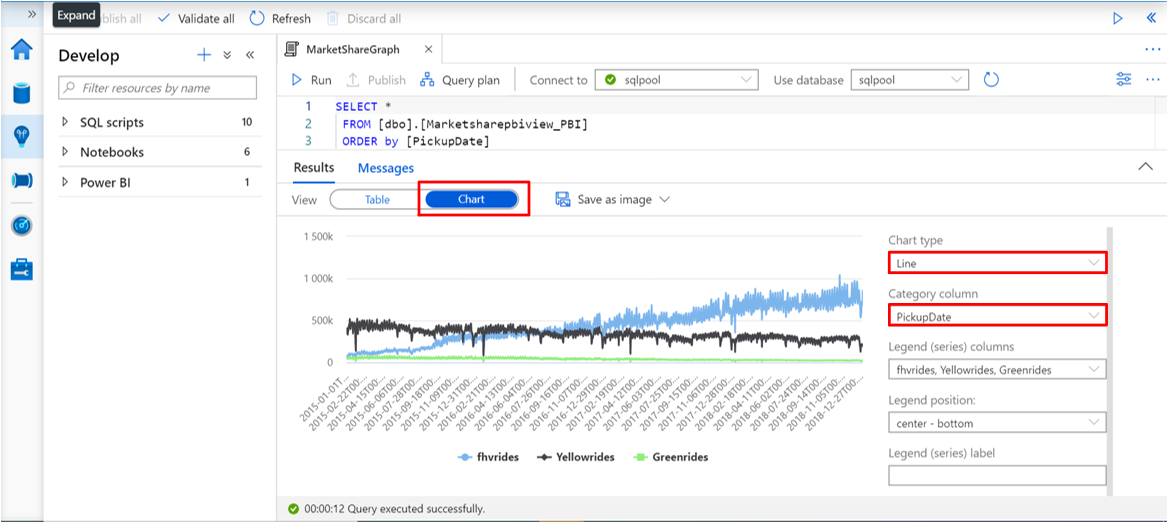 Expand
blish all
Validate all
Refresh
Discard all
Develop
Filter resources by name
SQL scripts 10
Notebooks 6
Power BI 1
MarketShareGraph
Run
Publish
Query plan
Connect to
sqlpool
Use database
sqlpool
1 SELECT *
2 FROM [dbo].[Marketsharepbiview_PBI]
3 ORDER by [PickupDate]
Results
Messages
View
Table
Chart
Save as image
1 500k
1 000k
500k
0
2015-01-01T...
2015-02-22T00...
2015-04-15T00...
2015-06-06T00...
2015-07-28T00...
2015-09-18T00...
2015-11-09T00...
2015-12-31T00...
2016-02-21T00...
2016-04-13T00...
2016-06-04T00...
2016-07-26T00...
2016-09-16T00...
2016-11-07T00...
2016-12-29T00...
2017-02-19T00...
2017-04-12T00...
2017-06-03T00...
2017-07-25T00...
2017-09-15T00...
2017-11-06T00...
2017-12-28T00...
2018-02-18T00...
2018-04-11T00...
2018-06-02T00...
2018-07-24T00...
2018-09-14T00...
2018-11-05T00...
2018-12-27T00...
fhvrides
Yellowrides
Greenrides
Chart type
Line
Category column
PickupDate
Legend (series) columns
fhvrides, Yellowrides, Greenrides
Legend position:
center - bottom
Legend (series) label
00:00:12 Query executed successfully.